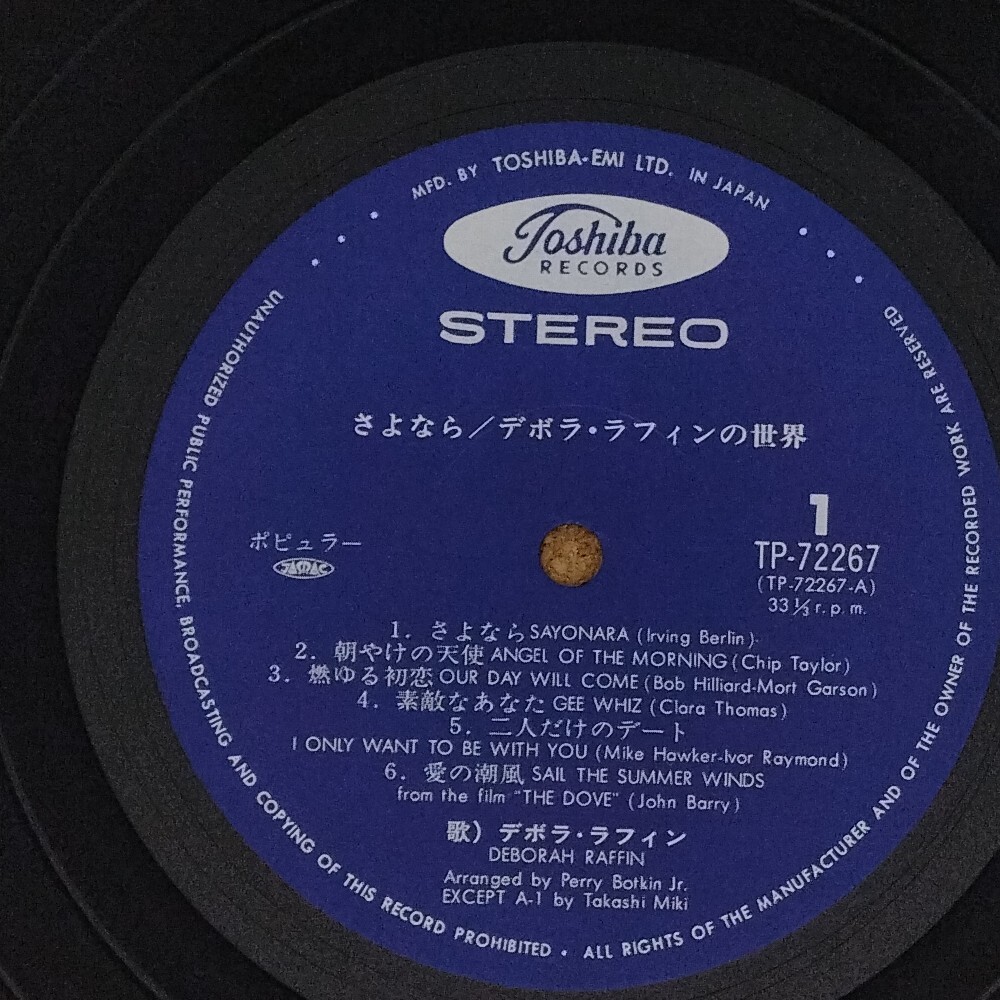 MFD. BY TOSHIBA-EMI LTD. IN JAPAN
Toshiba
RECORDS
STEREO
さよなら/デボラ・ラフィンの世界
1
ポピュラー
TP-72267
JASRAC
(TP-72267-A)
33⅓ r.p.m.
1. さよなら SAYONARA (Irving Berlin)
2. 朝やけの天使 ANGEL OF THE MORNING (Chip Taylor)
3. 燃ゆる初恋 OUR DAY WILL COME (Bob Hilliard-Mort Garson)
4. 素敵なあなた GEE WHIZ (Clara Thomas)
5. 二人だけのデート
I ONLY WANT TO BE WITH YOU (Mike Hawker-Ivor Raymond)
6. 愛の潮風 SAIL THE SUMMER WINDS
from the film "THE DOVE" (John Barry)
歌) デボラ・ラフィン
DEBORAH RAFFIN
Arranged by Perry Botkin Jr.
EXCEPT A-1 by Takashi Miki
UNAUTHORIZED PUBLIC PERFORMANCE, BROADCASTING AND COPYING OF THIS RECORD PROHIBITED • ALL RIGHTS OF THE MANUFACTURER AND OF THE OWNER OF THE RECORDED WORK ARE RESERVED